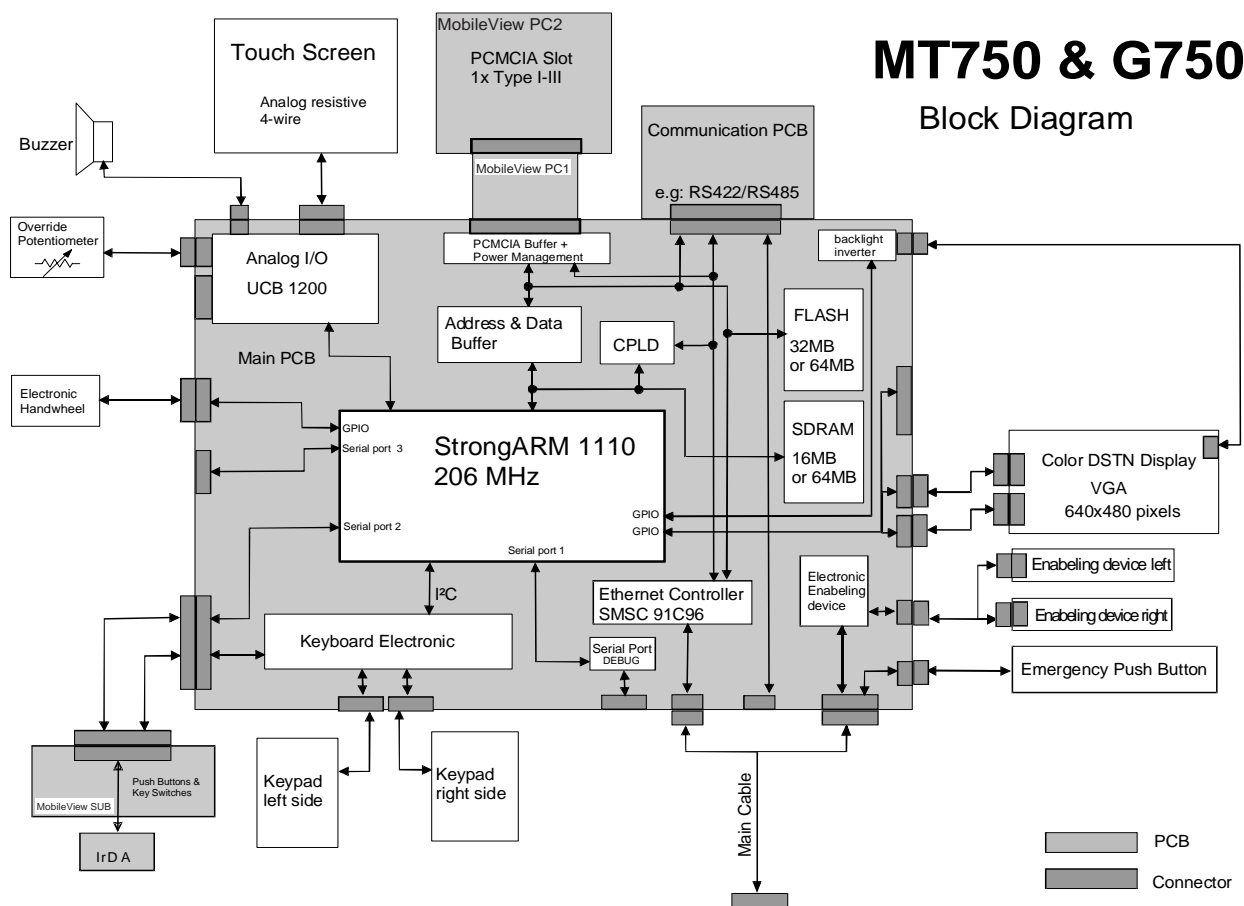 MT750 & G750
Block Diagram
MobileView PC2
PCMCIA Slot
1x Type I-III
Touch Screen
Analog resistive
4-wire
Buzzer
Communication PCB
e.g: RS422/RS485
MobileView PC1
Override
Potentiometer
Analog I/O
UCB 1200
PCMCIA Buffer +
Power Management
backlight
inverter
Address & Data
Buffer
CPLD
FLASH
32MB
or 64MB
Main PCB
Electronic
Handwheel
GPIO
Serial port 3
StrongARM 1110
206 MHz
SDRAM
16MB
or 64MB
Color DSTN Display
VGA
640x480 pixels
GPIO
GPIO
Serial port 2
Serial port 1
I²C
Ethernet Controller
SMSC 91C96
Electronic
Enabeling
device
Enabeling device left
Enabeling device right
Keyboard Electronic
Serial Port
DEBUG
Emergency Push Button
Keypad
left side
Keypad
right side
Push Buttons &
Key Switches
MobileView SUB
IrD A
Main Cable
PCB
Connector